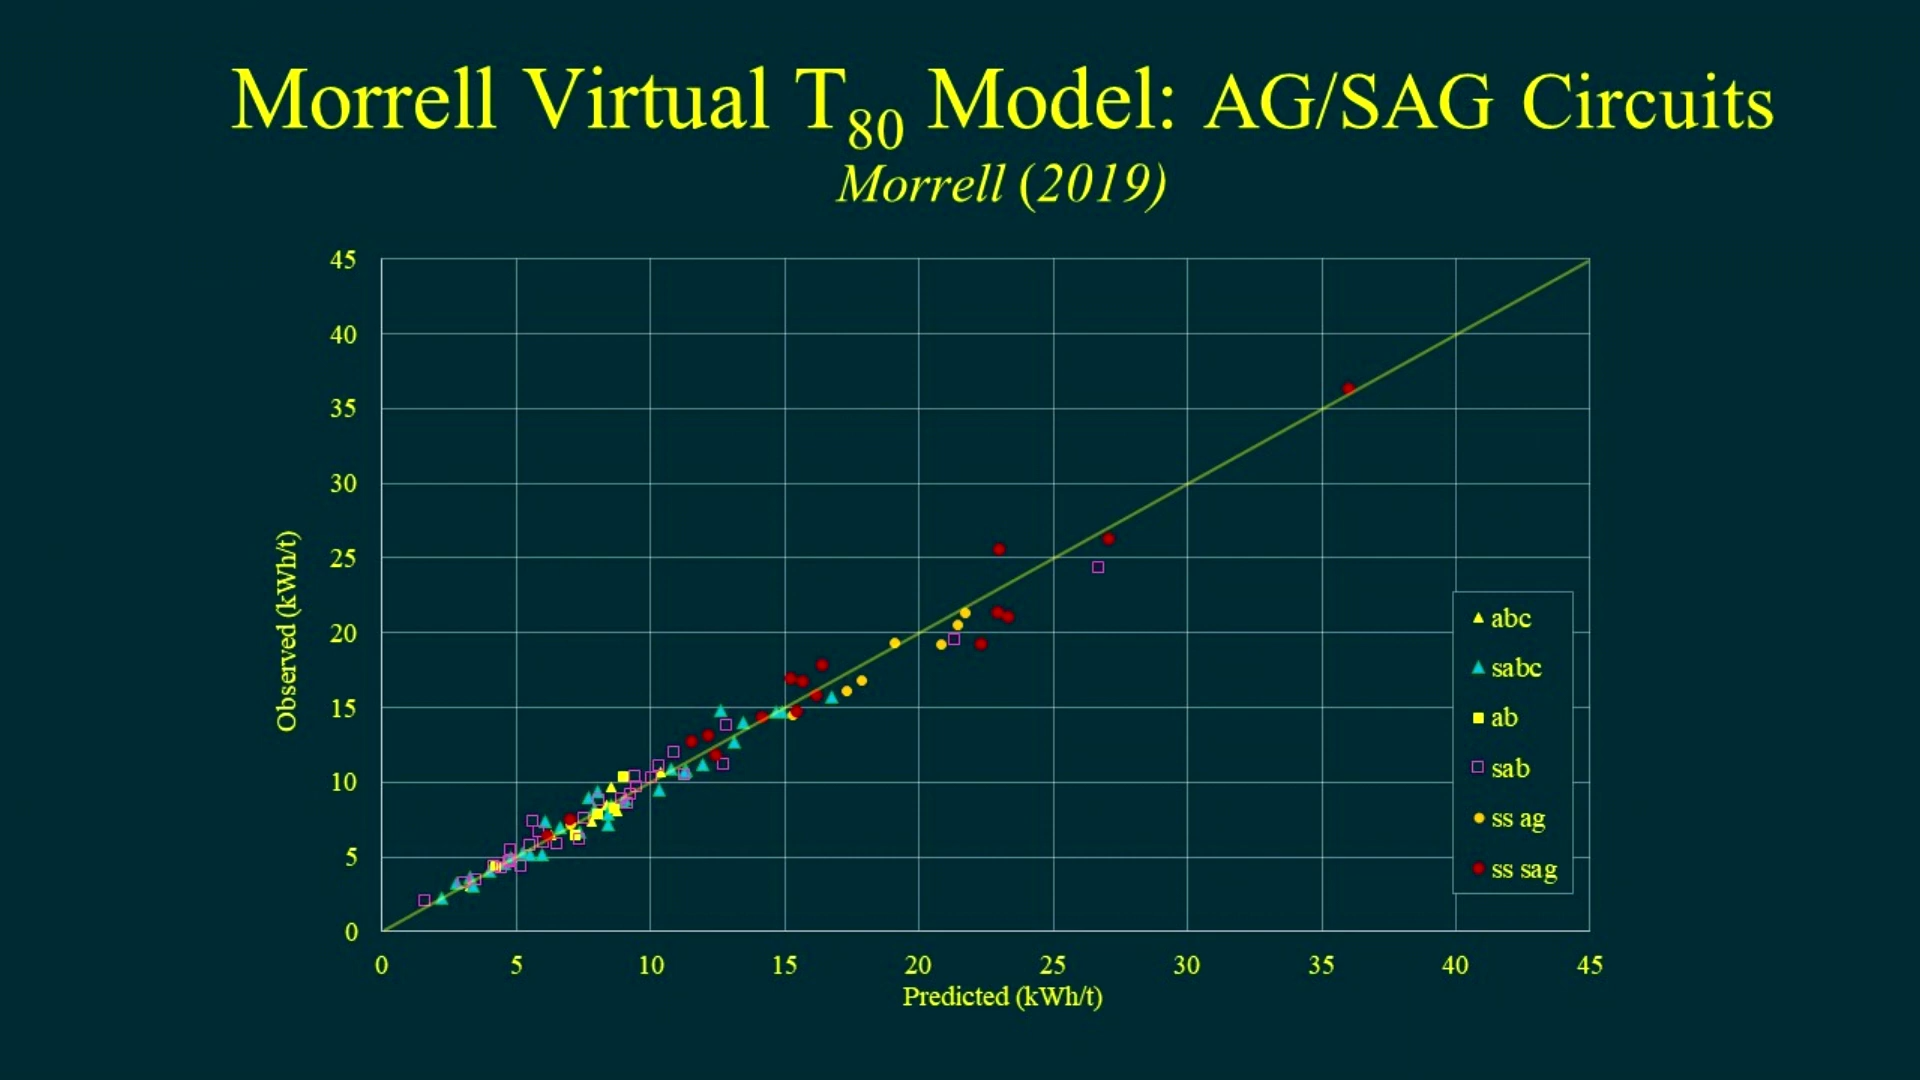 Morrell Virtual T80 Model: AG/SAG Circuits
Morrell (2019)
45
40
35
30
25
20
15
10
5
0
Observed (kWh/t)
0 5 10 15 20 25 30 35 40 45
Predicted (kWh/t)
abc
sabc
ab
sab
ss ag
ss sag